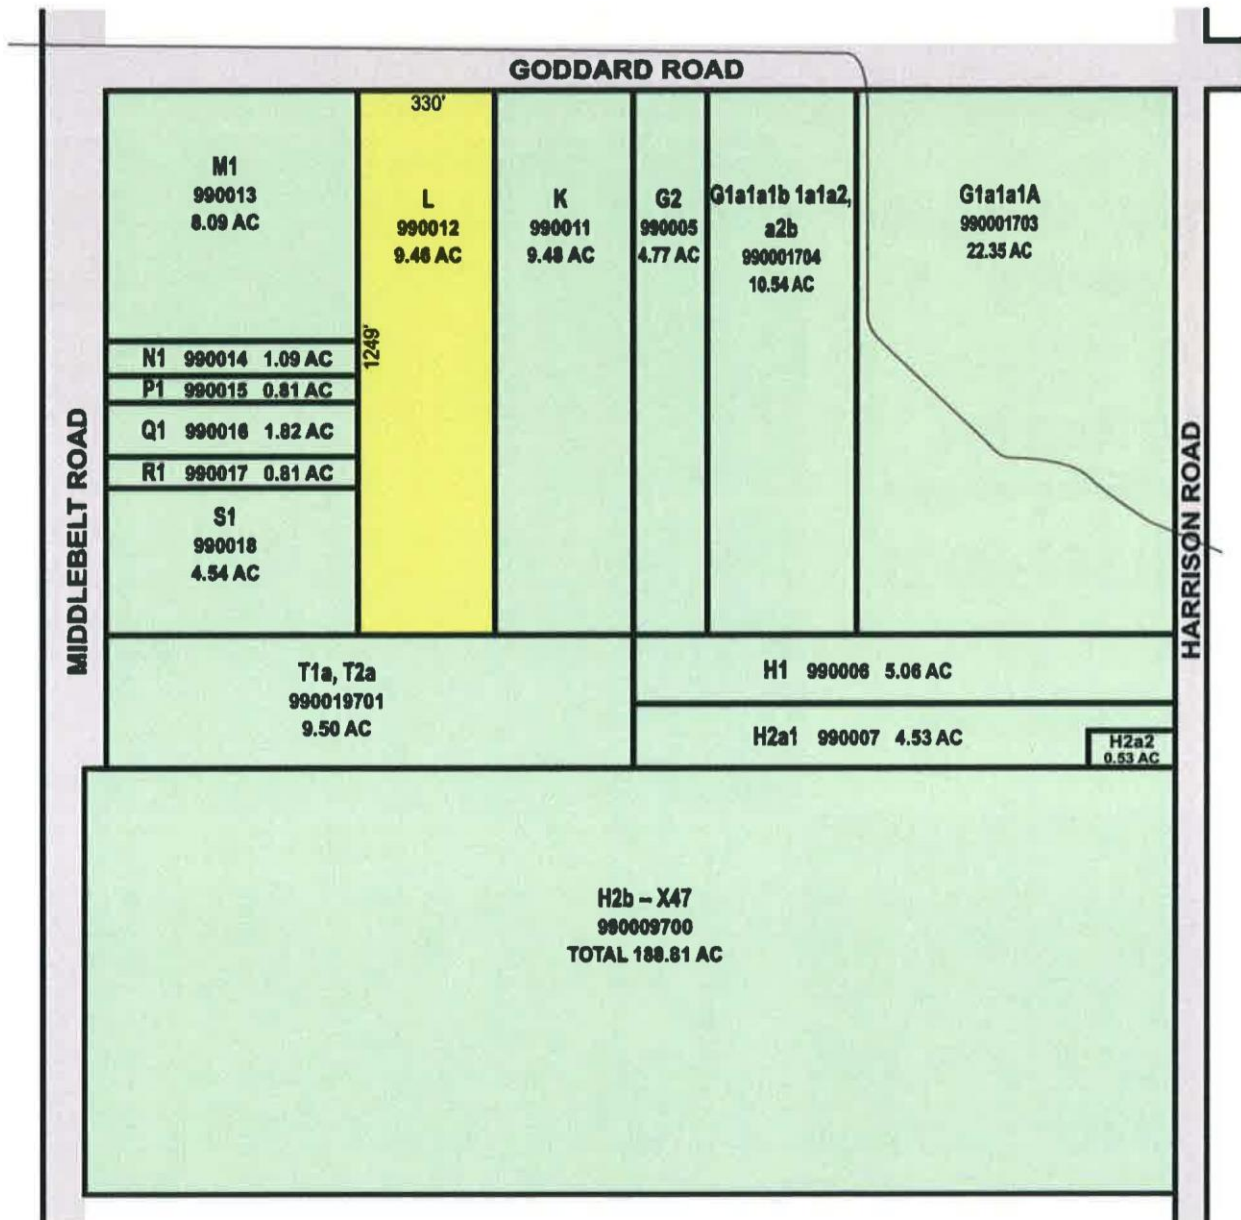 GODDARD ROAD
330'
M1
990013
8.09 AC
L
990012
9.46 AC
K
990011
9.48 AC
G2
990005
4.77 AC
G1a1a1b 1a1a2,
a2b
990001704
10.54 AC
G1a1a1A
990001703
22.35 AC
1249'
N1 990014 1.09 AC
P1 990015 0.81 AC
Q1 990016 1.82 AC
R1 990017 0.81 AC
S1
990018
4.54 AC
MIDDLEBELT ROAD
HARRISON ROAD
T1a, T2a
990019701
9.50 AC
H1 990006 5.06 AC
H2a1 990007 4.53 AC
H2a2
0.53 AC
H2b – X47
990009700
TOTAL 188.81 AC